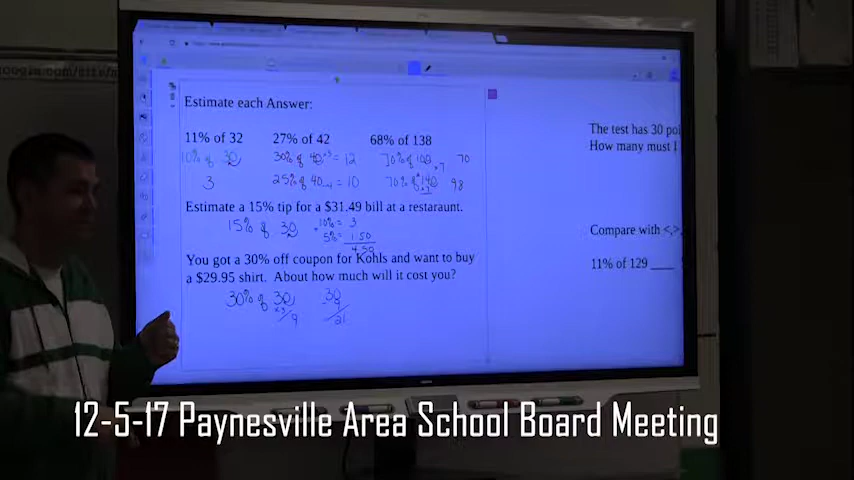 Estimate each Answer:
11% of 32 27% of 42 68% of 138
10% of 30 30% of 40 = 12 70% of 100 70
3 25% of 40 = 10 70% of 140 98
Estimate a 15% tip for a $31.49 bill at a restaraunt.
15% of 30 10% = 3
5% = 1.50
4.50
You got a 30% off coupon for Kohls and want to buy
a $29.95 shirt. About how much will it cost you?
30% of 30 30
x3 9
21
The test has 30 poi
How many must I
Compare with <,>,
11% of 129 ____
12-5-17 Paynesville Area School Board Meeting